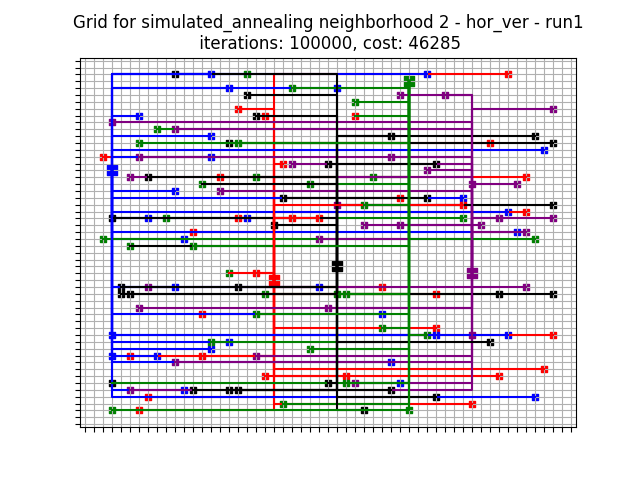 Grid for simulated_annealing neighborhood 2 - hor_ver - run1
iterations: 100000, cost: 46285